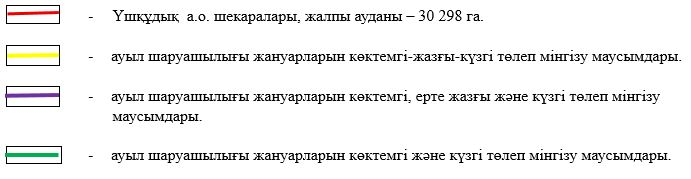 - Үшқұдық а.о. шекаралары, жалпы ауданы – 30 298 га.
- ауыл шаруашылығы жануарларын көктемгі-жазғы-күзгі төлеп мінгізу маусымдары.
- ауыл шаруашылығы жануарларын көктемгі, ерте жазғы және күзгі төлеп мінгізу
маусымдары.
- ауыл шаруашылығы жануарларын көктемгі және күзгі төлеп мінгізу маусымдары.